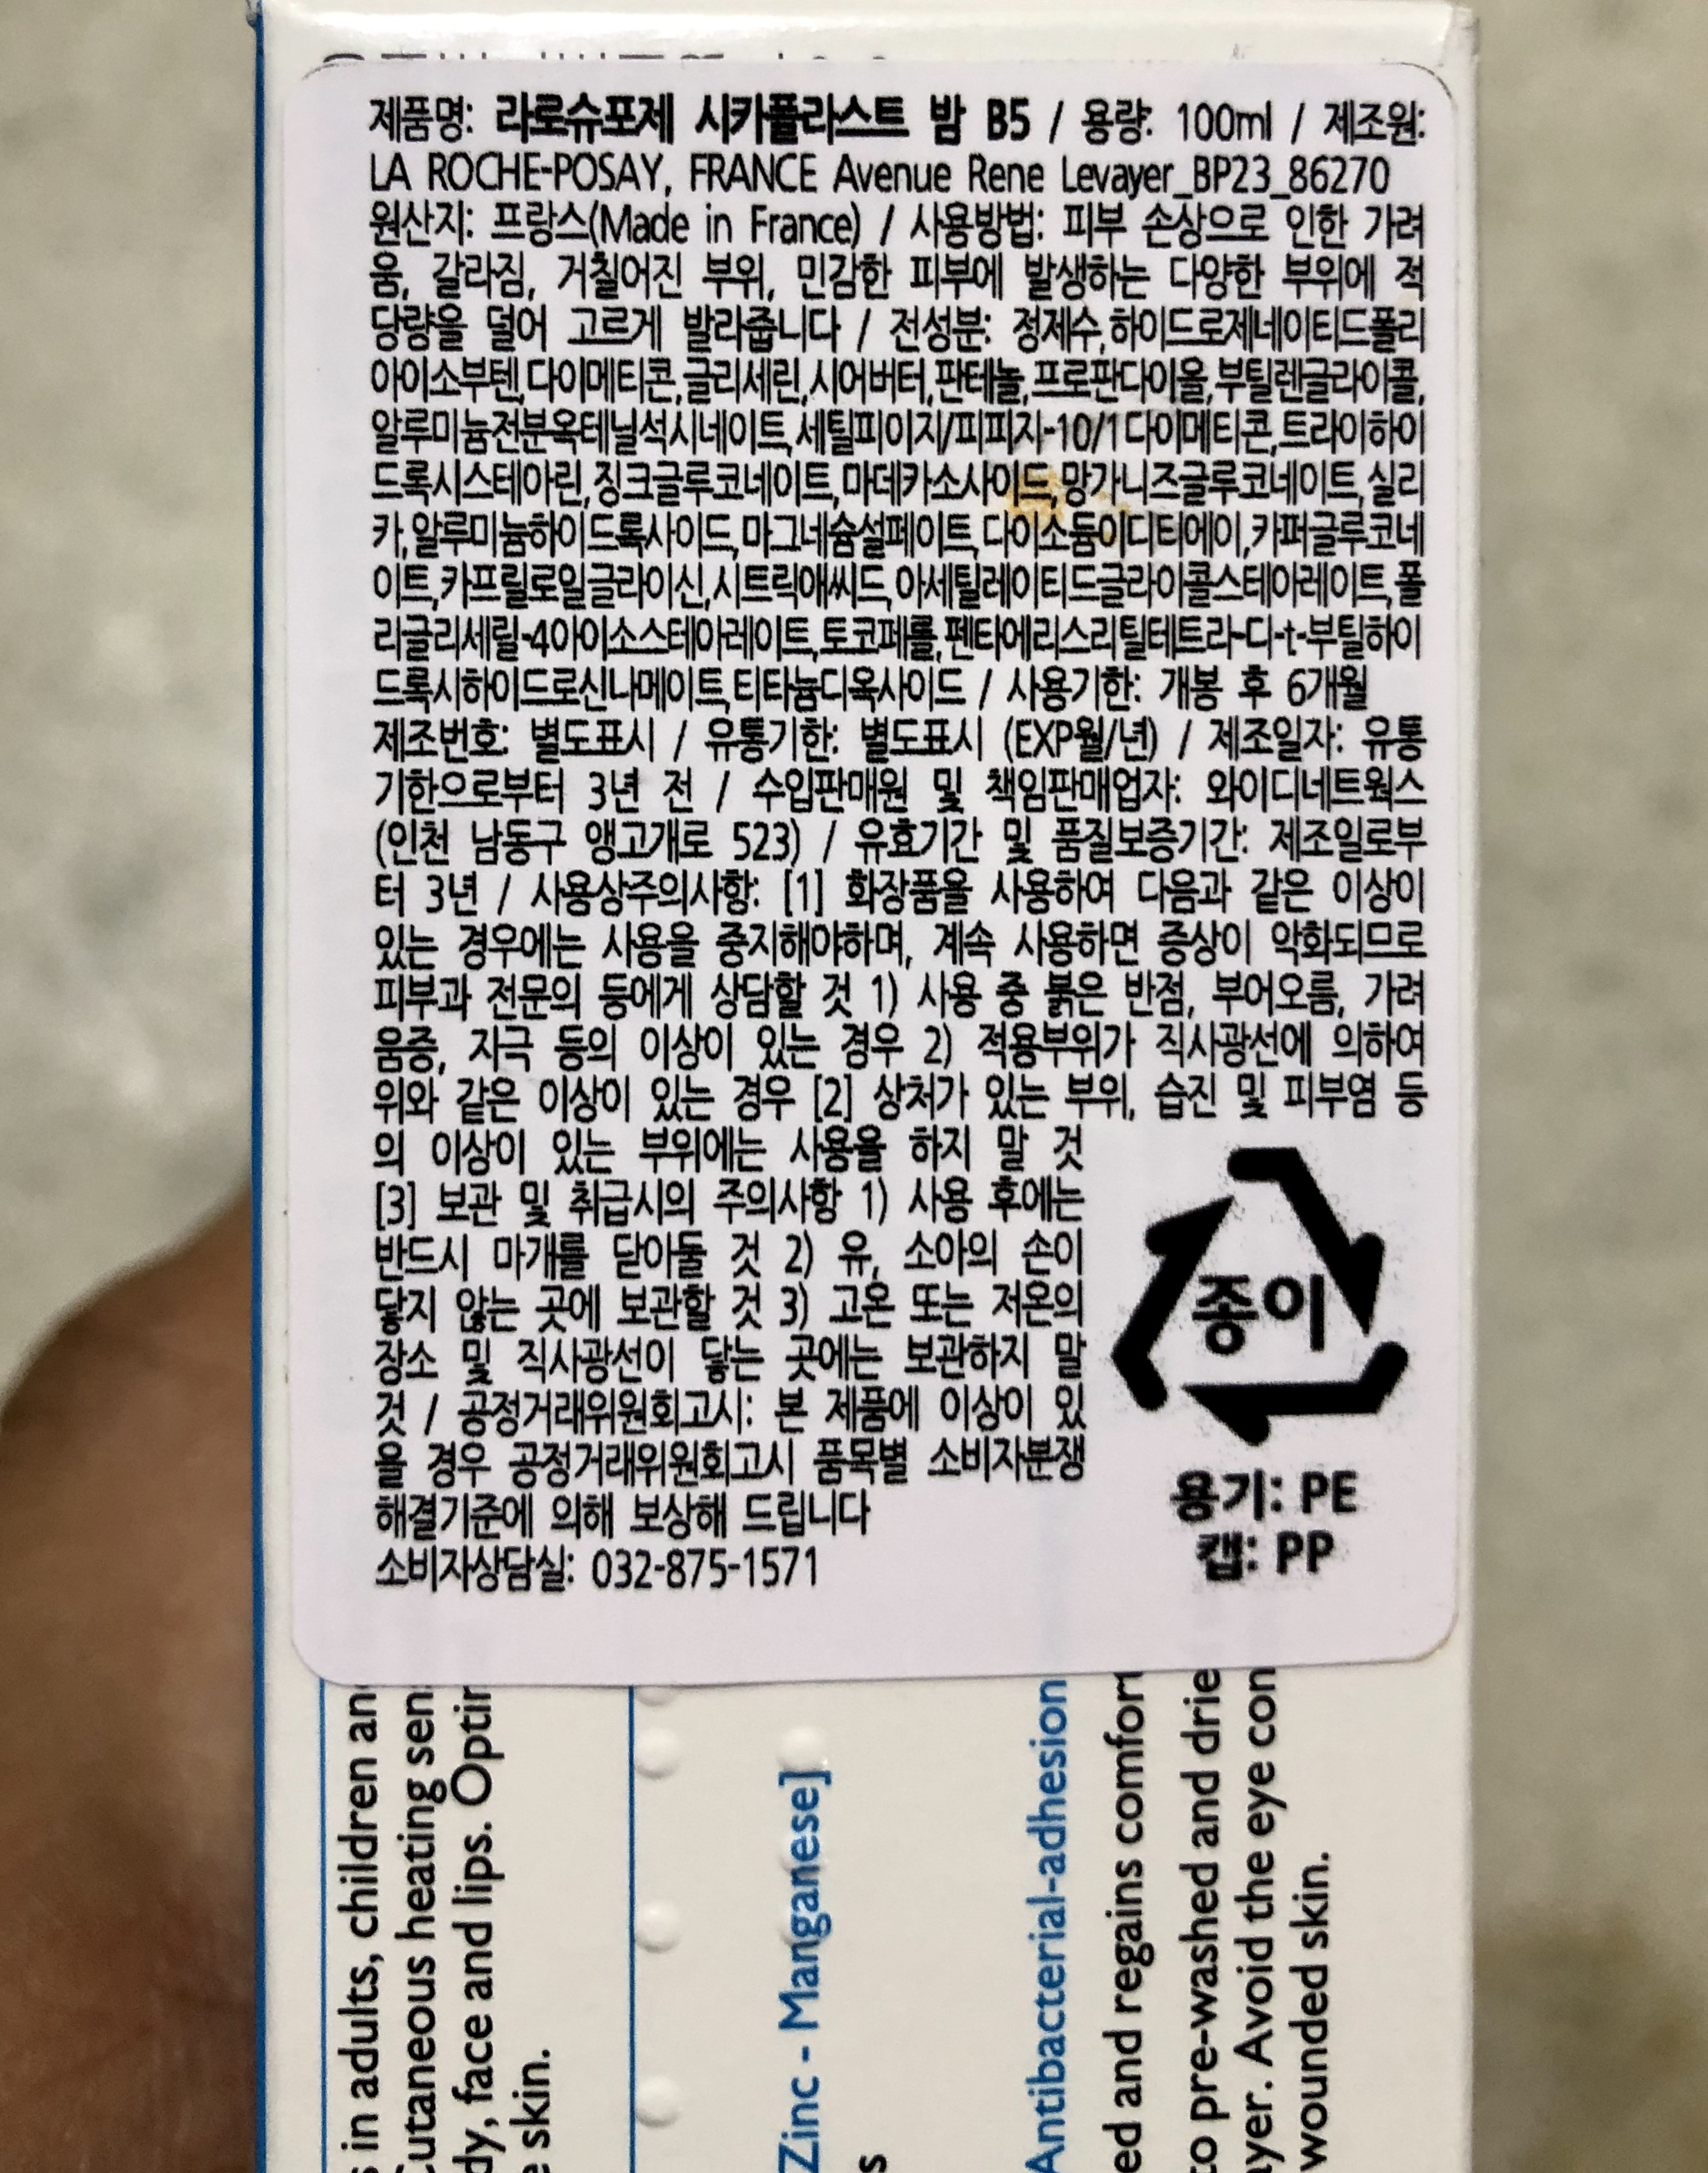 제품명: 라로슈포제 시카플라스트 밤 B5 / 용량: 100ml / 제조원:
LA ROCHE-POSAY, FRANCE Avenue Rene Levayer_BP23_86270
원산지: 프랑스(Made in France) / 사용방법: 피부 손상으로 인한 가려
움, 갈라짐, 거칠어진 부위, 민감한 피부에 발생하는 다양한 부위에 적
당량을 덜어 고르게 발라줍니다 / 전성분: 정제수,하이드로제네이티드폴리
아이소부텐,다이메티콘,글리세린,시어버터,판테놀,프로판다이올,부틸렌글라이콜,
알루미늄전분옥테닐석시네이트,세틸피이지/피피지-10/1다이메티콘,트라이하이
드록시스테아린,징크글루코네이트,마데카소사이드,망가니즈글루코네이트,실리
카,알루미늄하이드록사이드,마그네슘설페이트,다이소듐이디티에이,카퍼글루코네
이트,카프릴로일글라이신,시트릭애씨드,아세틸레이티드글라이콜스테아레이트,폴
리글리세릴-4아이소스테아레이트,토코페롤,펜타에리스리틸테트라-디-t-부틸하이
드록시하이드로신나메이트,티타늄디옥사이드 / 사용기한: 개봉 후 6개월
제조번호: 별도표시 / 유통기한: 별도표시 (EXP월/년) / 제조일자: 유통
기한으로부터 3년 전 / 수입판매원 및 책임판매업자: 와이디네트웍스
(인천 남동구 앵고개로 523) / 유효기간 및 품질보증기간: 제조일로부
터 3년 / 사용상주의사항: [1] 화장품을 사용하여 다음과 같은 이상이
있는 경우에는 사용을 중지해야하며, 계속 사용하면 증상이 악화되므로
피부과 전문의 등에게 상담할 것 1) 사용 중 붉은 반점, 부어오름, 가려
움증, 자극 등의 이상이 있는 경우 2) 적용부위가 직사광선에 의하여
위와 같은 이상이 있는 경우 [2] 상처가 있는 부위, 습진 및 피부염 등
의 이상이 있는 부위에는 사용을 하지 말 것
[3] 보관 및 취급시의 주의사항 1) 사용 후에는
반드시 마개를 닫아둘 것 2) 유, 소아의 손이
닿지 않는 곳에 보관할 것 3) 고온 또는 저온의
장소 및 직사광선이 닿는 곳에는 보관하지 말
것 / 공정거래위원회고시: 본 제품에 이상이 있
을 경우 공정거래위원회고시 품목별 소비자분쟁
해결기준에 의해 보상해 드립니다
소비자상담실: 032-875-1571
종이
용기: PE
캡: PP
in adults, children
heating
face and lips.
skin.
Zinc - Manganese]
Antibacterial-adhesion
and regains
to pre-washed and
Avoid the eye
wounded skin.